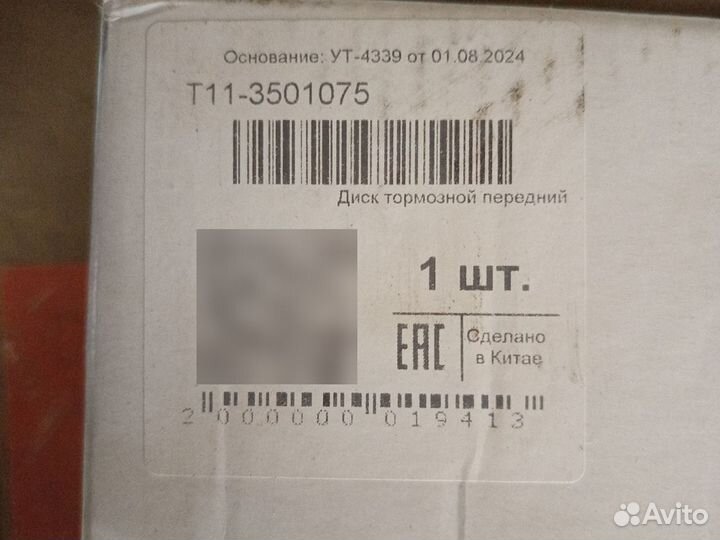 Основание: УТ-4339 от 01.08.2024
T11-3501075
Диск тормозной передний
1 шт.
EAC
Сделано
в Китае
2 000000 019413
Avito